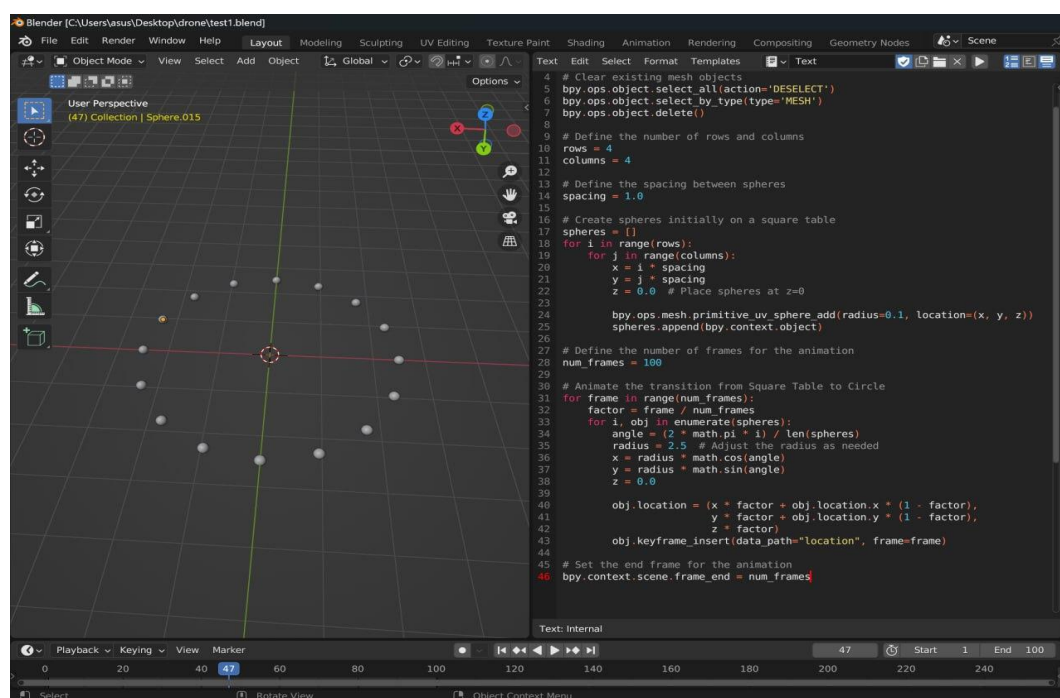 Blender [C:\Users\asus\Desktop\drone\test1.blend]
File Edit Render Window Help Layout Modeling Sculpting UV Editing Texture Paint Shading Animation Rendering Compositing Geometry Nodes Scene
Object Mode View Select Add Object Global
Options
User Perspective
(47) Collection | Sphere.015
X
Z
Y
Text Edit Select Format Templates Text
4 # Clear existing mesh objects
5 bpy.ops.object.select_all(action='DESELECT')
6 bpy.ops.object.select_by_type(type='MESH')
7 bpy.ops.object.delete()
8
9 # Define the number of rows and columns
10 rows = 4
11 columns = 4
12
13 # Define the spacing between spheres
14 spacing = 1.0
15
16 # Create spheres initially on a square table
17 spheres = []
18 for i in range(rows):
19     for j in range(columns):
20         x = i * spacing
21         y = j * spacing
22         z = 0.0  # Place spheres at z=0
23
24         bpy.ops.mesh.primitive_uv_sphere_add(radius=0.1, location=(x, y, z))
25         spheres.append(bpy.context.object)
26
27 # Define the number of frames for the animation
28 num_frames = 100
29
30 # Animate the transition from Square Table to Circle
31 for frame in range(num_frames):
32     factor = frame / num_frames
33     for i, obj in enumerate(spheres):
34         angle = (2 * math.pi * i) / len(spheres)
35         radius = 2.5  # Adjust the radius as needed
36         x = radius * math.cos(angle)
37         y = radius * math.sin(angle)
38         z = 0.0
39
40         obj.location = (x * factor + obj.location.x * (1 - factor),
41                         y * factor + obj.location.y * (1 - factor),
42                         z * factor)
43         obj.keyframe_insert(data_path="location", frame=frame)
44
45 # Set the end frame for the animation
46 bpy.context.scene.frame_end = num_frames
Text: Internal
Playback Keying View Marker 47 Start 1 End 100
0 20 40 47 60 80 100 120 140 160 180 200 220 240
Select Rotate View Object Context Menu